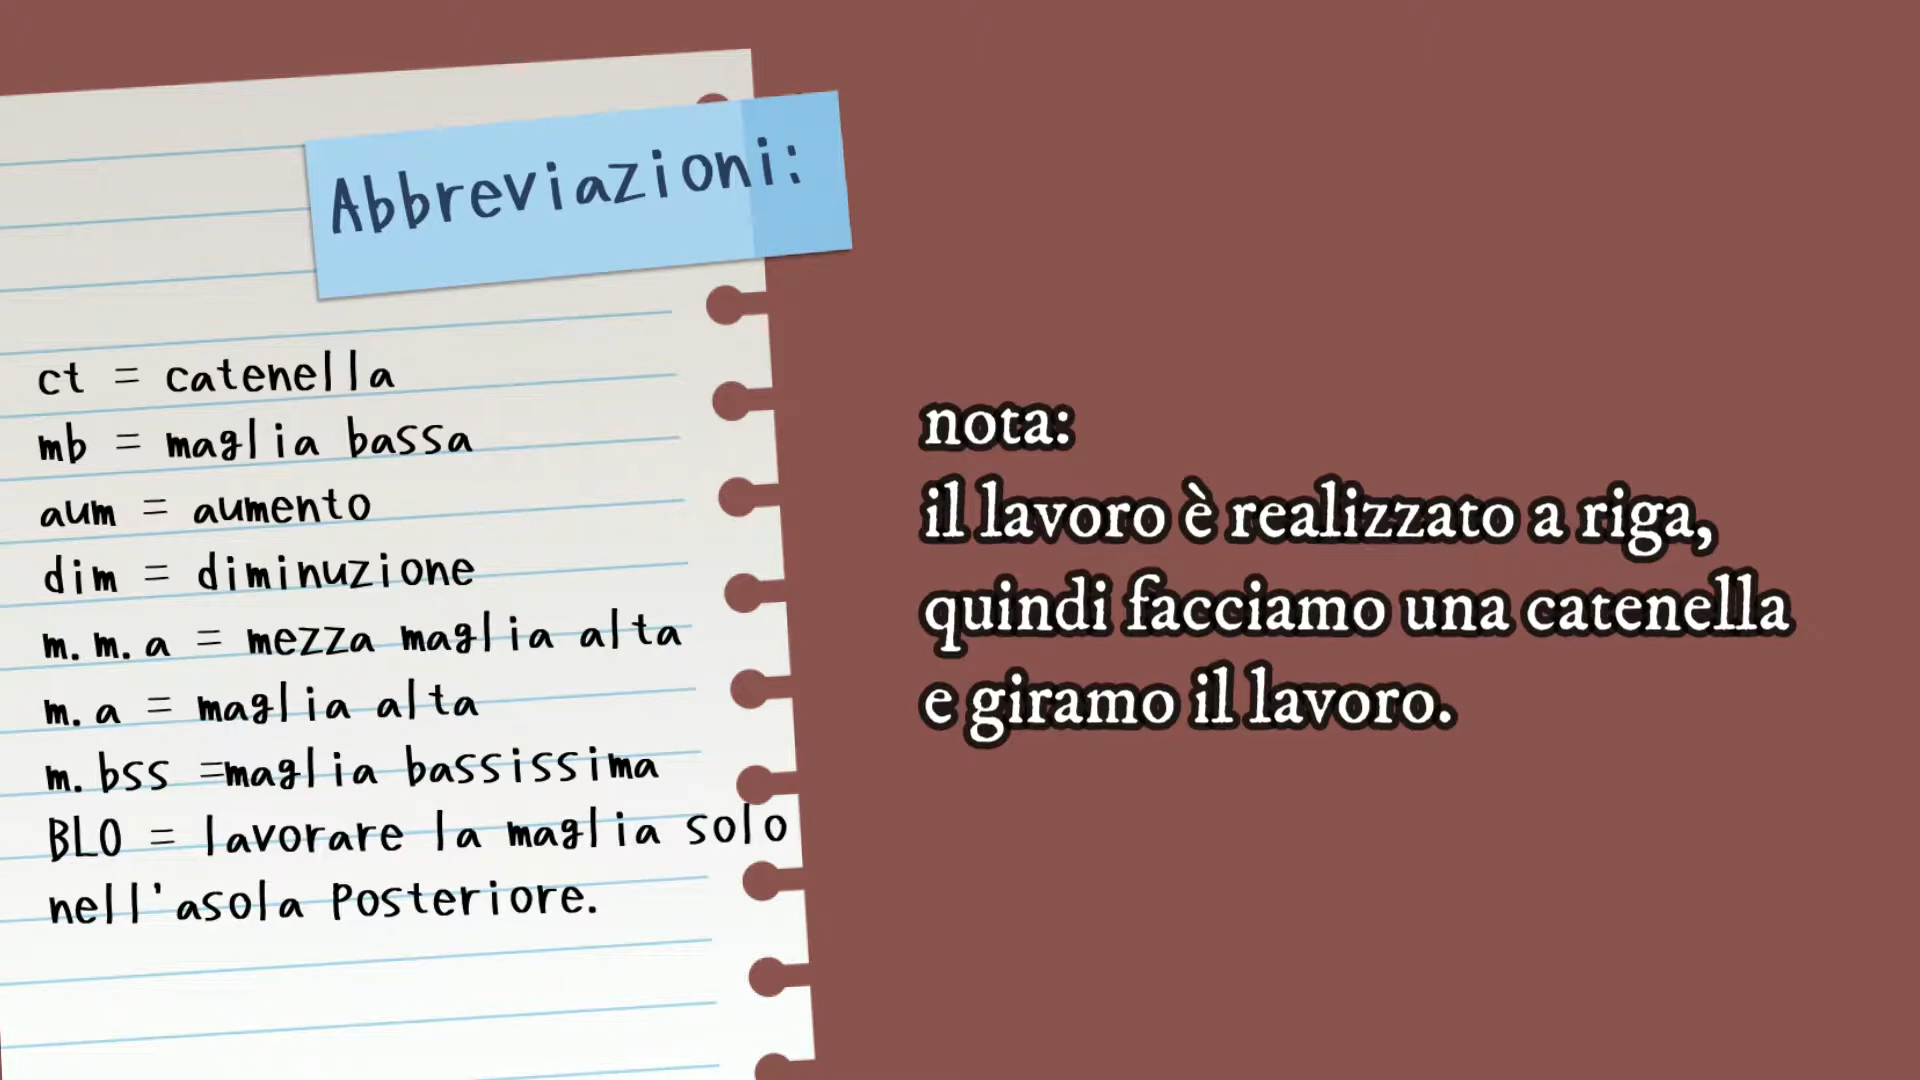 Abbreviazioni:
ct = catenella
mb = maglia bassa
aum = aumento
dim = diminuzione
m.m.a = mezza maglia alta
m.a = maglia alta
m.bss =maglia bassissima
BLO = lavorare la maglia solo
nell'asola Posteriore.
nota:
il lavoro è realizzato a riga,
quindi facciamo una catenella
e giramo il lavoro.